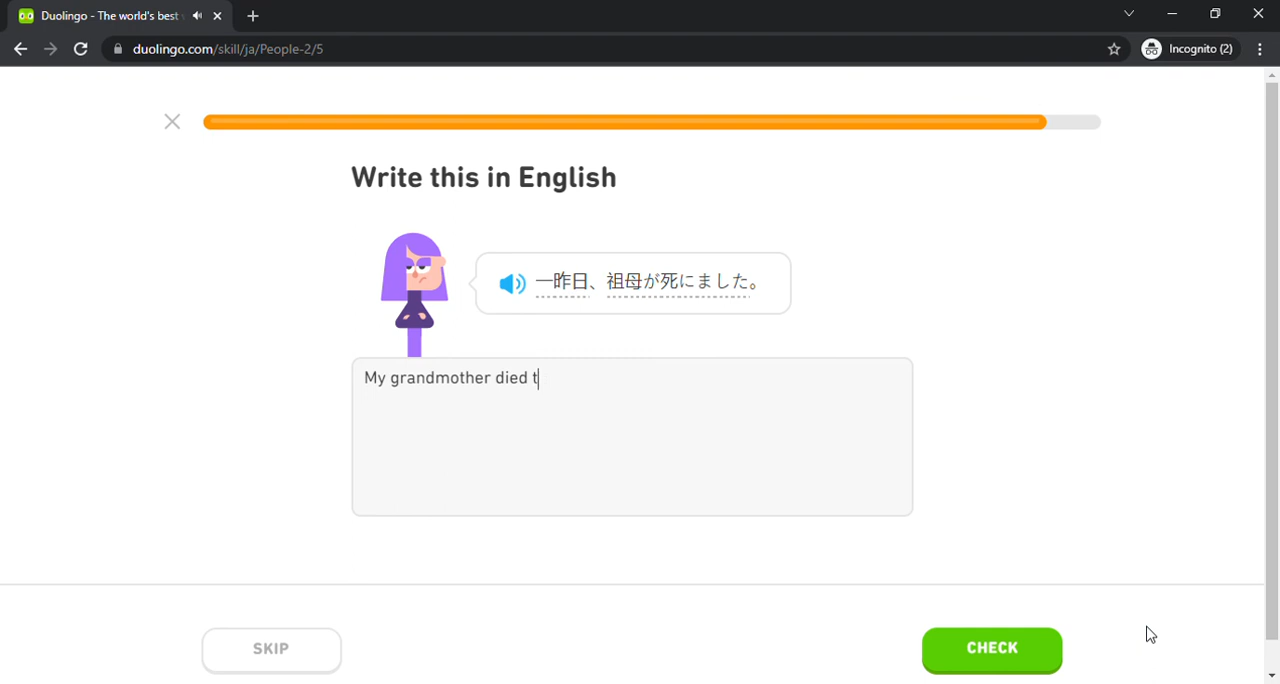 Duolingo - The world's best
duolingo.com/skill/ja/People-2/5
Incognito (2)
Write this in English
一昨日、祖母が死にました。
My grandmother died t
SKIP
CHECK